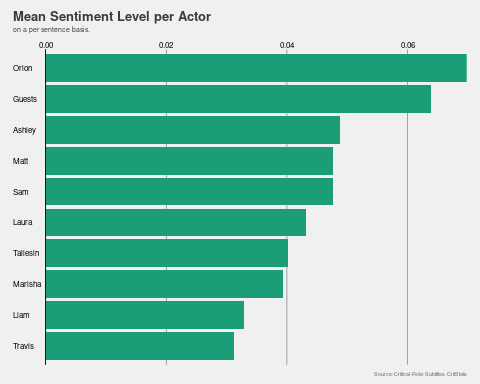 Mean Sentiment Level per Actor
on a per sentence basis.
0.00 0.02 0.04 0.06
Orion
Guests
Ashley
Matt
Sam
Laura
Taliesin
Marisha
Liam
Travis
Source: Critical-Role-Subtitles, CritStats